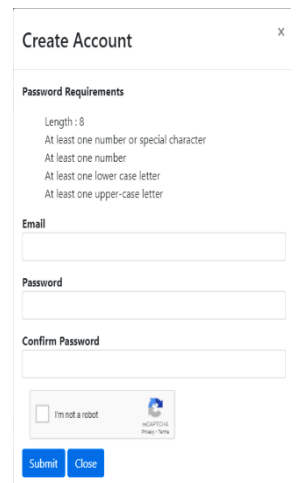 Create Account
x
Password Requirements
Length : 8
At least one number or special character
At least one number
At least one lower case letter
At least one upper-case letter
Email
Password
Confirm Password
I'm not a robot
reCAPTCHA
Privacy - Terms
Submit
Close